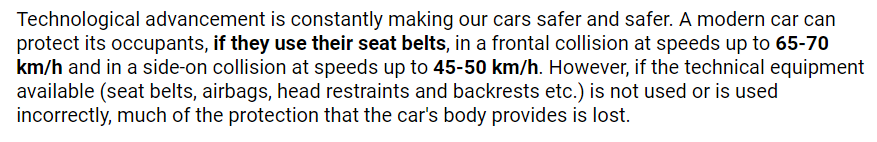 Technological advancement is constantly making our cars safer and safer. A modern car can
protect its occupants, if they use their seat belts, in a frontal collision at speeds up to 65-70
km/h and in a side-on collision at speeds up to 45-50 km/h. However, if the technical equipment
available (seat belts, airbags, head restraints and backrests etc.) is not used or is used
incorrectly, much of the protection that the car's body provides is lost.